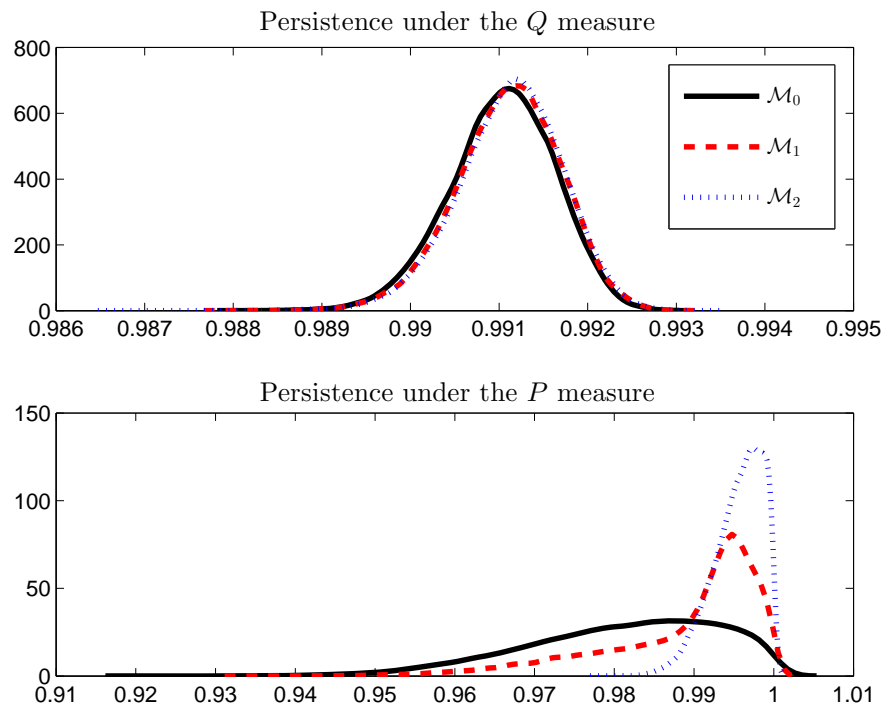 Persistence under the Q measure
800
600
400
200
0
0.986 0.987 0.988 0.989 0.99 0.991 0.992 0.993 0.994 0.995
M₀
M₁
M₂
Persistence under the P measure
150
100
50
0
0.91 0.92 0.93 0.94 0.95 0.96 0.97 0.98 0.99 1 1.01